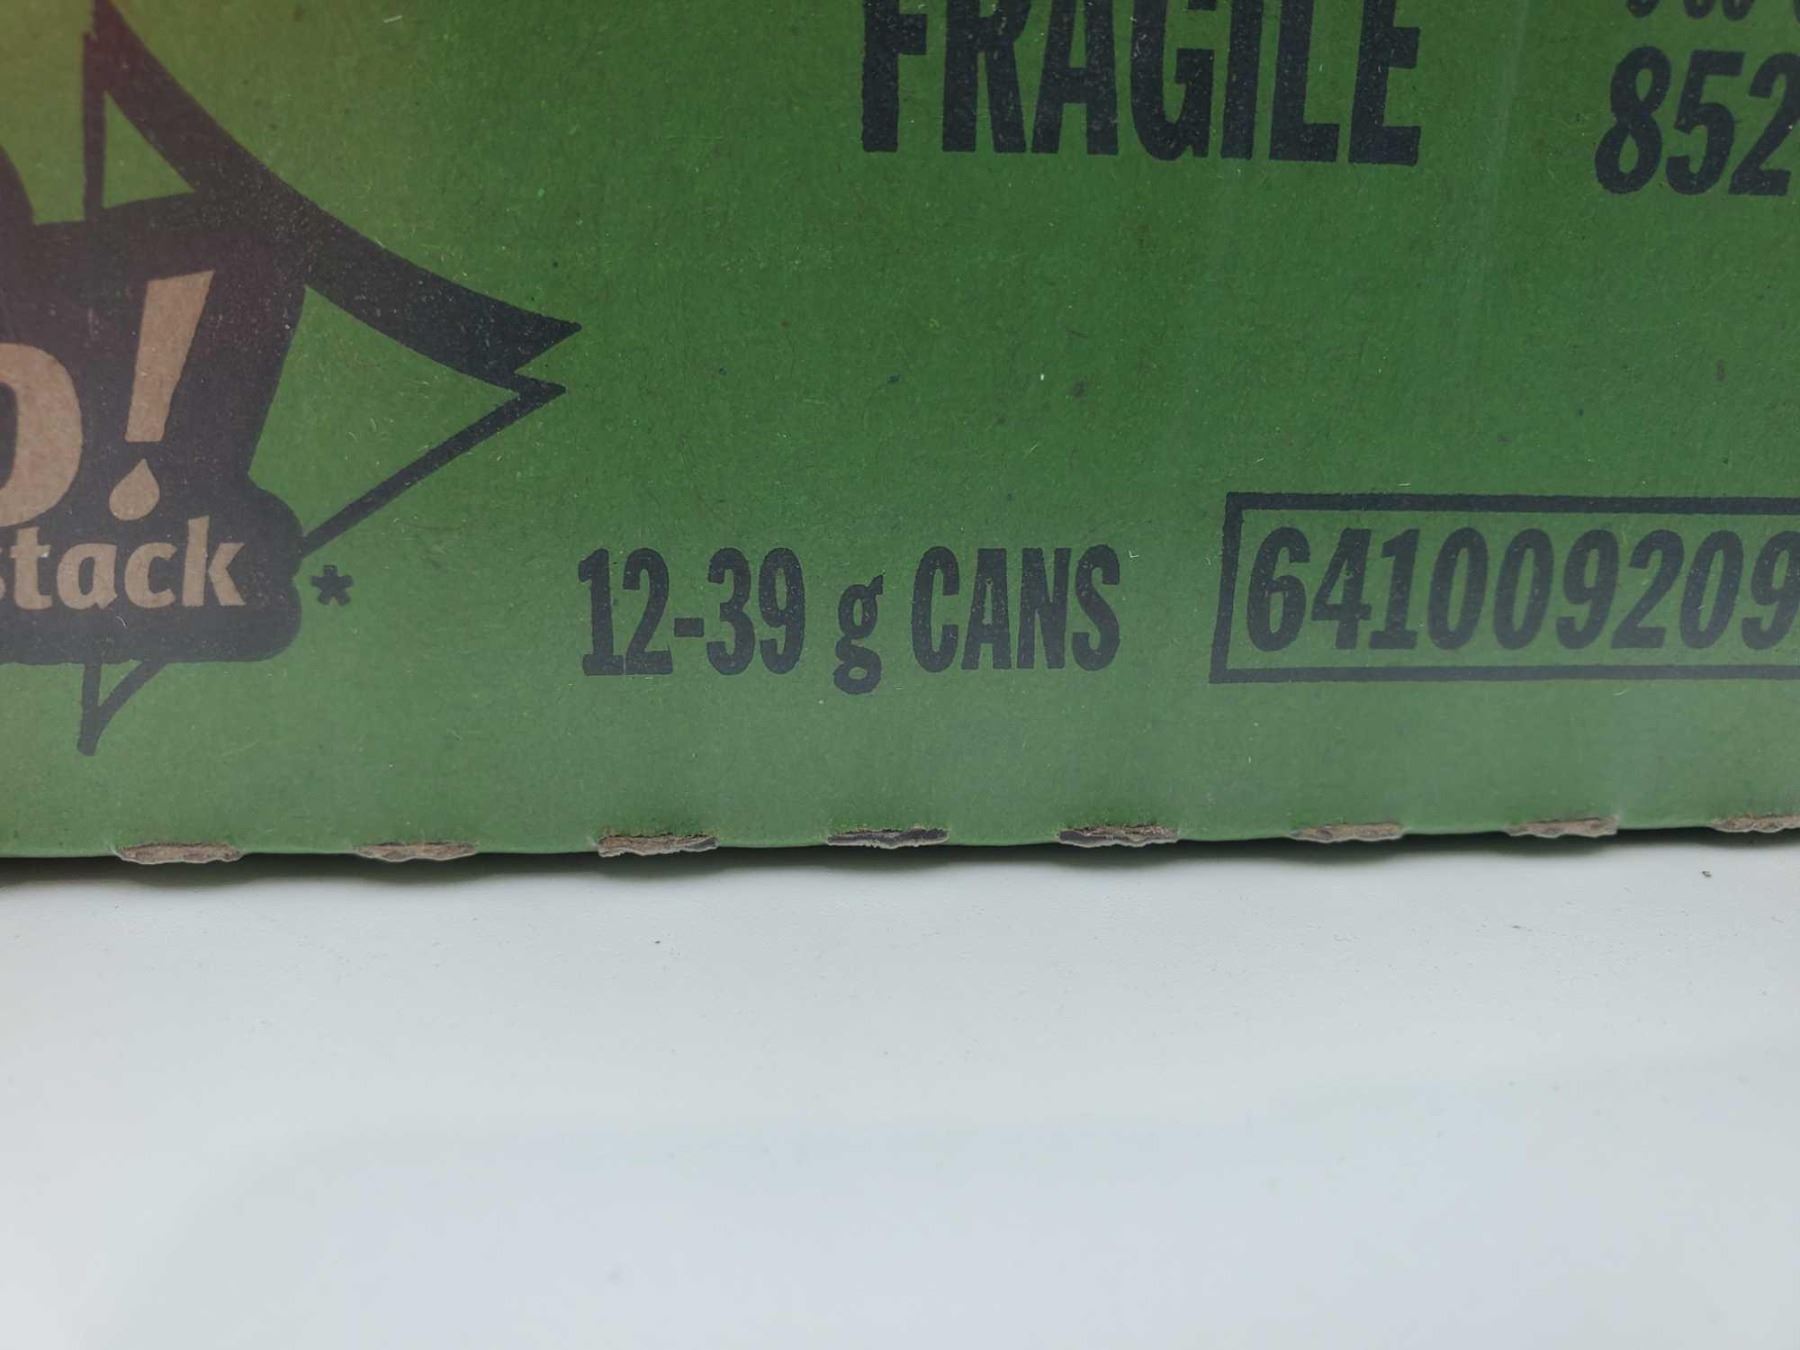 FRAGILE
852
!
stack *
12-39 g CANS
641009209